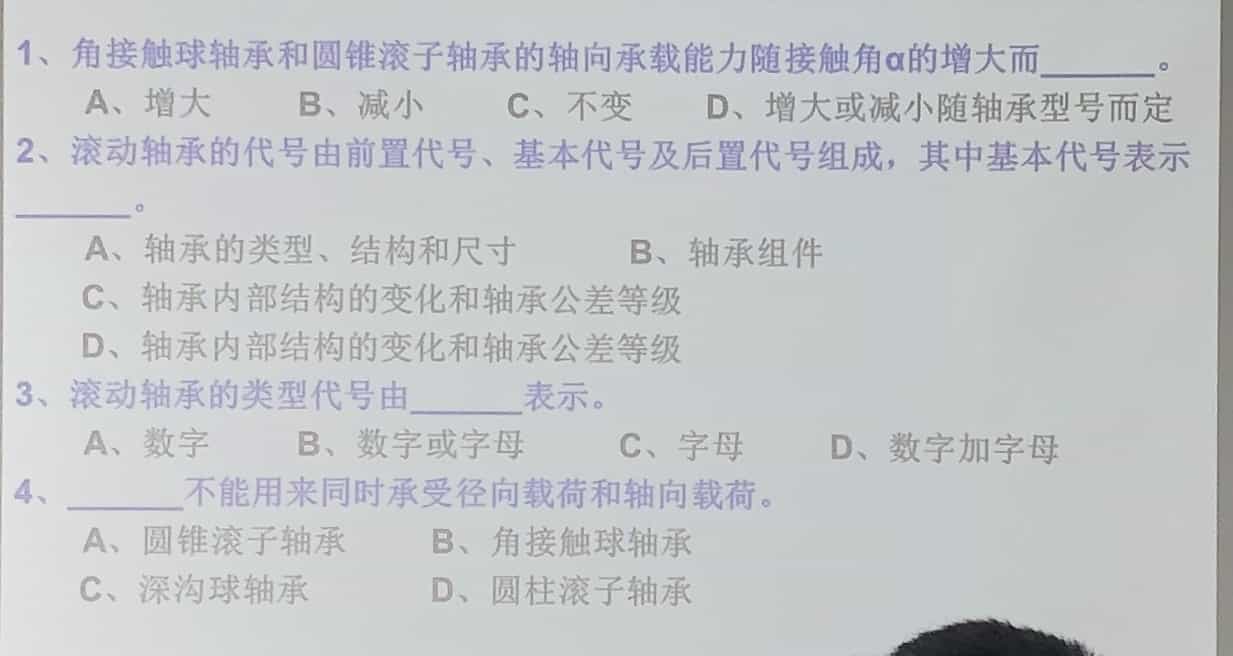 1、角接触球轴承和圆锥滚子轴承的轴向承载能力随接触角α的增大而______。
A、增大 B、减小 C、不变 D、增大或减小随轴承型号而定
2、滚动轴承的代号由前置代号、基本代号及后置代号组成，其中基本代号表示
______。
A、轴承的类型、结构和尺寸 B、轴承组件
C、轴承内部结构的变化和轴承公差等级
D、轴承内部结构的变化和轴承公差等级
3、滚动轴承的类型代号由______表示。
A、数字 B、数字或字母 C、字母 D、数字加字母
4、______不能用来同时承受径向载荷和轴向载荷。
A、圆锥滚子轴承 B、角接触球轴承
C、深沟球轴承 D、圆柱滚子轴承